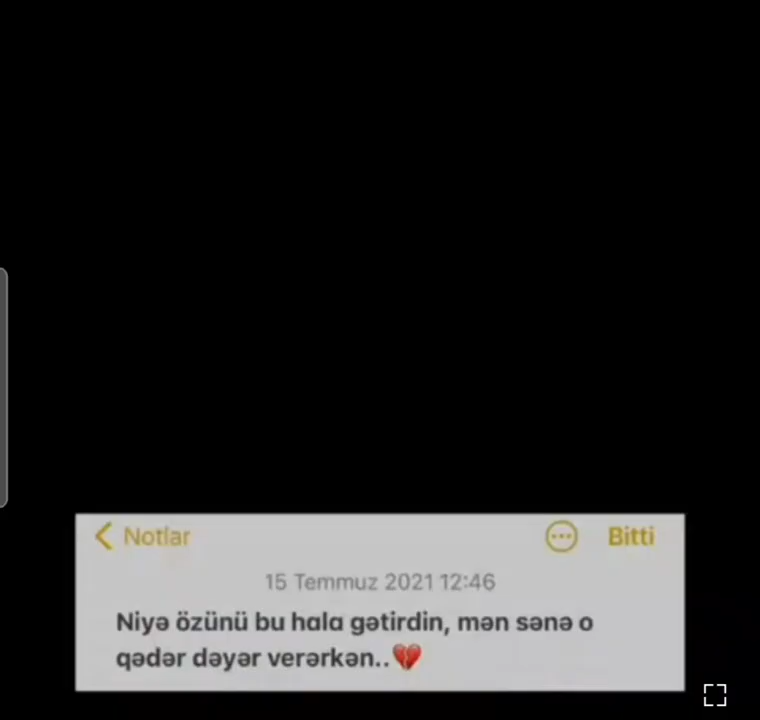 Notlar
Bitti
15 Temmuz 2021 12:46
Niyə özünü bu hala gətirdin, mən sənə o
qədər dəyər verərkən..💔